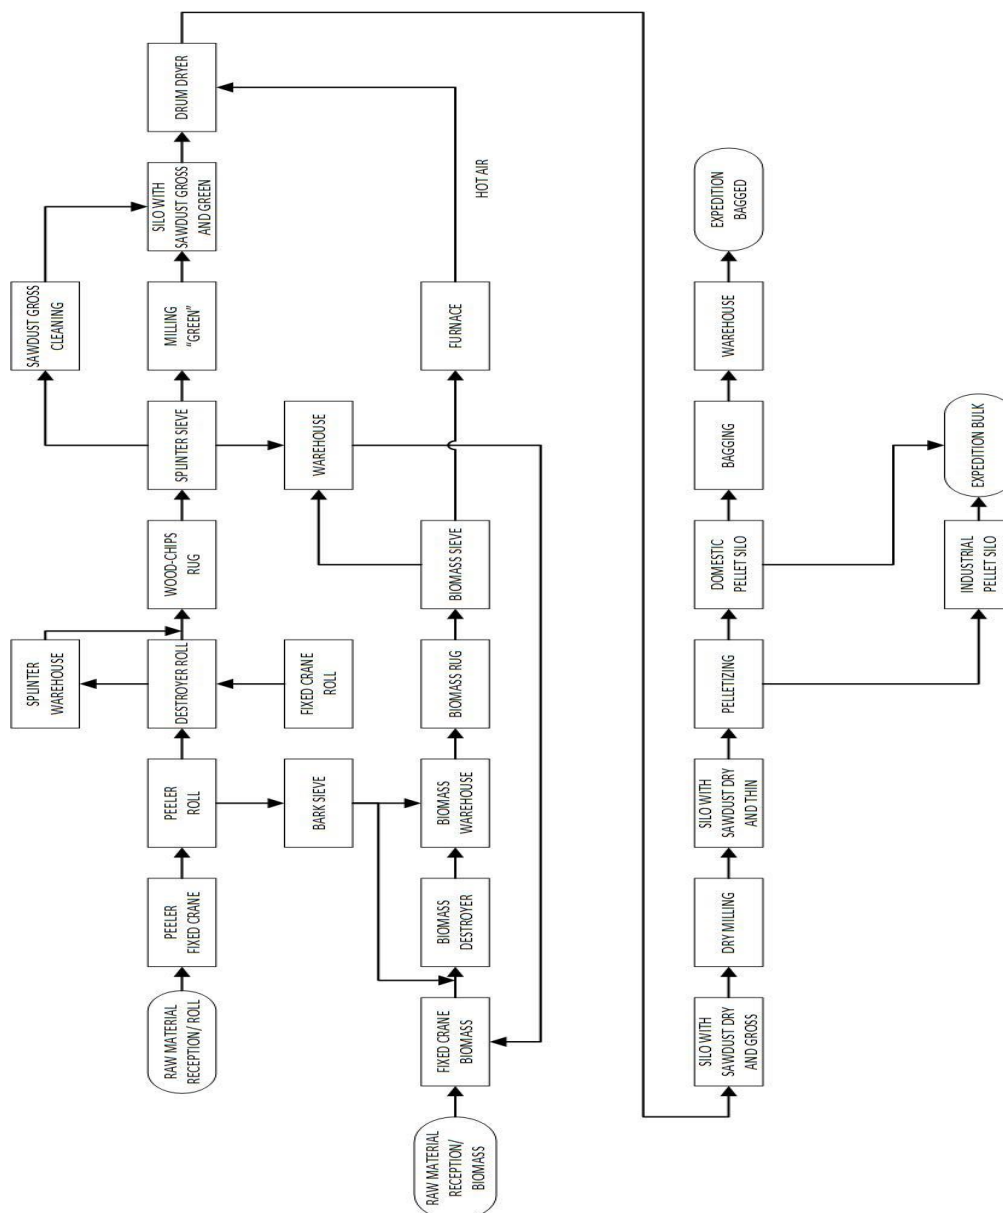 RAW MATERIAL
RECEPTION/ ROLL
PEELER
FIXED CRANE
PEELER
ROLL
DESTROYER ROLL
WOOD-CHIPS
RUG
SPLINTER SIEVE
MILLING
“GREEN”
SILO WITH
SAWDUST GROSS
AND GREEN
DRUM DRYER
SPLINTER
WAREHOUSE
SAWDUST GROSS
CLEANING
BARK SIEVE
FIXED CRANE
ROLL
WAREHOUSE
RAW MATERIAL
RECEPTION/
BIOMASS
FIXED CRANE
BIOMASS
BIOMASS
DESTROYER
BIOMASS
WAREHOUSE
BIOMASS RUG
BIOMASS SIEVE
FURNACE
HOT AIR
SILO WITH
SAWDUST DRY
AND GROSS
DRY MILLING
SILO WITH
SAWDUST DRY
AND THIN
PELLETIZING
DOMESTIC
PELLET SILO
BAGGING
WAREHOUSE
EXPEDITION
BAGGED
INDUSTRIAL
PELLET SILO
EXPEDITION BULK